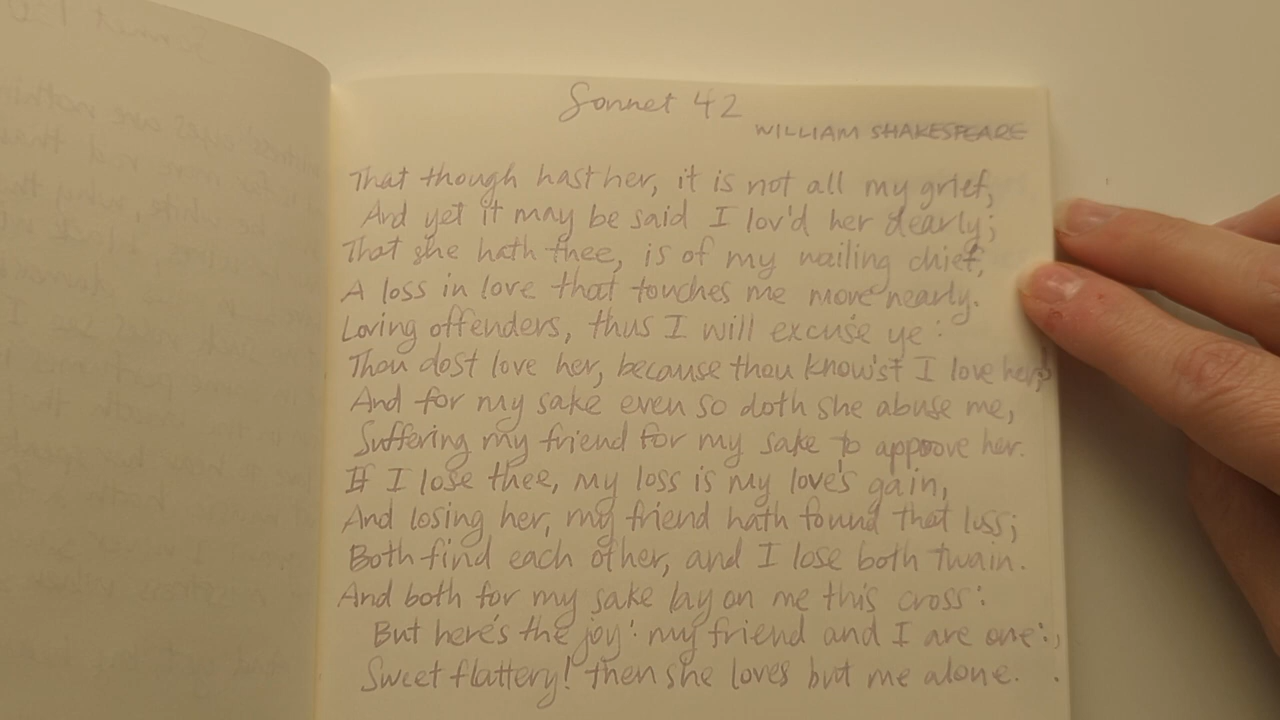 Sonnet 42
WILLIAM SHAKESPEARE
That though hast her, it is not all my grief,
And yet it may be said I lov'd her dearly;
That she hath thee, is of my wailing chief,
A loss in love that touches me more nearly.
Loving offenders, thus I will excuse ye:
Thou dost love her, because thou know'st I love her;
And for my sake even so doth she abuse me,
Suffering my friend for my sake to approove her.
If I lose thee, my loss is my love's gain,
And losing her, my friend hath found that loss;
Both find each other, and I lose both twain.
And both for my sake lay on me this cross:
But here's the joy: my friend and I are one:,
Sweet flattery! then she loves but me alone.